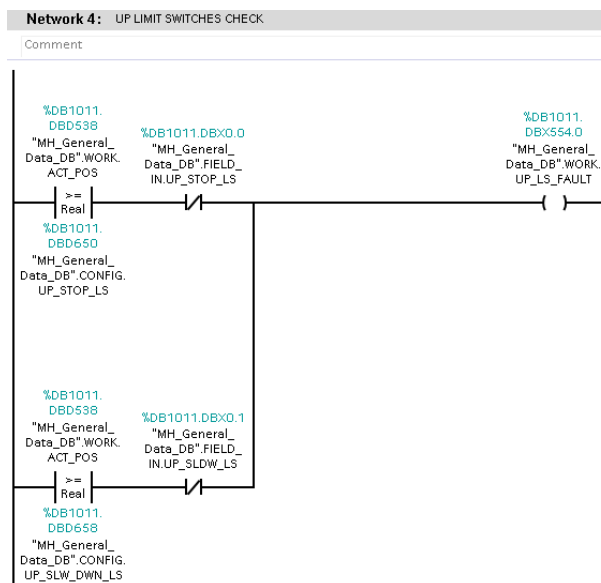 Network 4: UP LIMIT SWITCHES CHECK
Comment
%DB1011.
DBD538
"MH_General_
Data_DB".WORK.
ACT_POS
>=
Real
%DB1011.
DBD650
"MH_General_
Data_DB".CONFIG.
UP_STOP_LS
%DB1011.DBX0.0
"MH_General_
Data_DB".FIELD_
IN.UP_STOP_LS
%DB1011.
DBX554.0
"MH_General_
Data_DB".WORK.
UP_LS_FAULT
%DB1011.
DBD538
"MH_General_
Data_DB".WORK.
ACT_POS
>=
Real
%DB1011.
DBD658
"MH_General_
Data_DB".CONFIG.
UP_SLW_DWN_LS
%DB1011.DBX0.1
"MH_General_
Data_DB".FIELD_
IN.UP_SLDW_LS